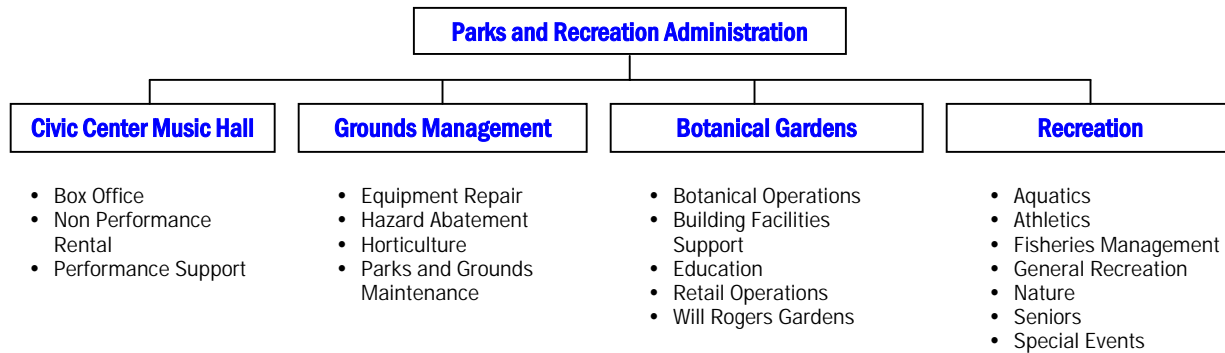 Parks and Recreation Administration
Civic Center Music Hall
Grounds Management
Botanical Gardens
Recreation
• Box Office
• Non Performance
Rental
• Performance Support
• Equipment Repair
• Hazard Abatement
• Horticulture
• Parks and Grounds
Maintenance
• Botanical Operations
• Building Facilities
Support
• Education
• Retail Operations
• Will Rogers Gardens
• Aquatics
• Athletics
• Fisheries Management
• General Recreation
• Nature
• Seniors
• Special Events